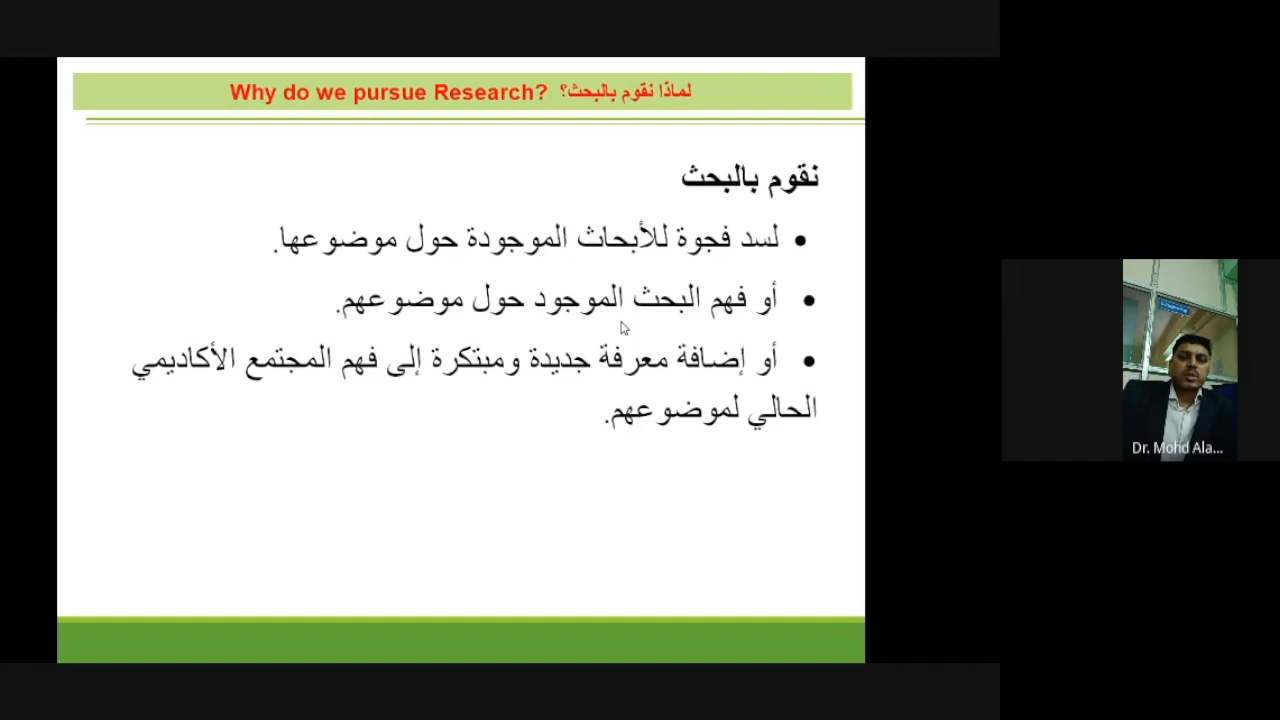 Why do we pursue Research? لماذا نقوم بالبحث؟
نقوم بالبحث
• لسد فجوة للأبحاث الموجودة حول موضوعها.
• أو فهم البحث الموجود حول موضوعهم.
• أو إضافة معرفة جديدة ومبتكرة إلى فهم المجتمع الأكاديمي
الحالي لموضوعهم.
Dr. Mohd Ala...